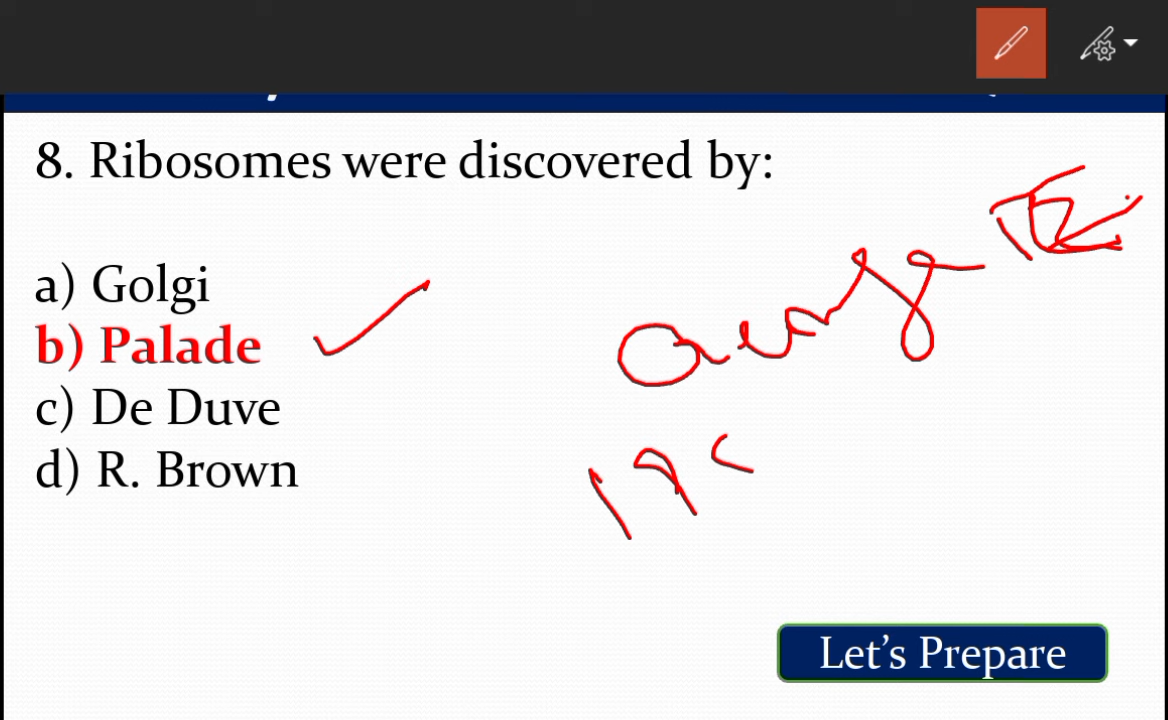 8. Ribosomes were discovered by:
a) Golgi
b) Palade
c) De Duve
d) R. Brown
Let's Prepare